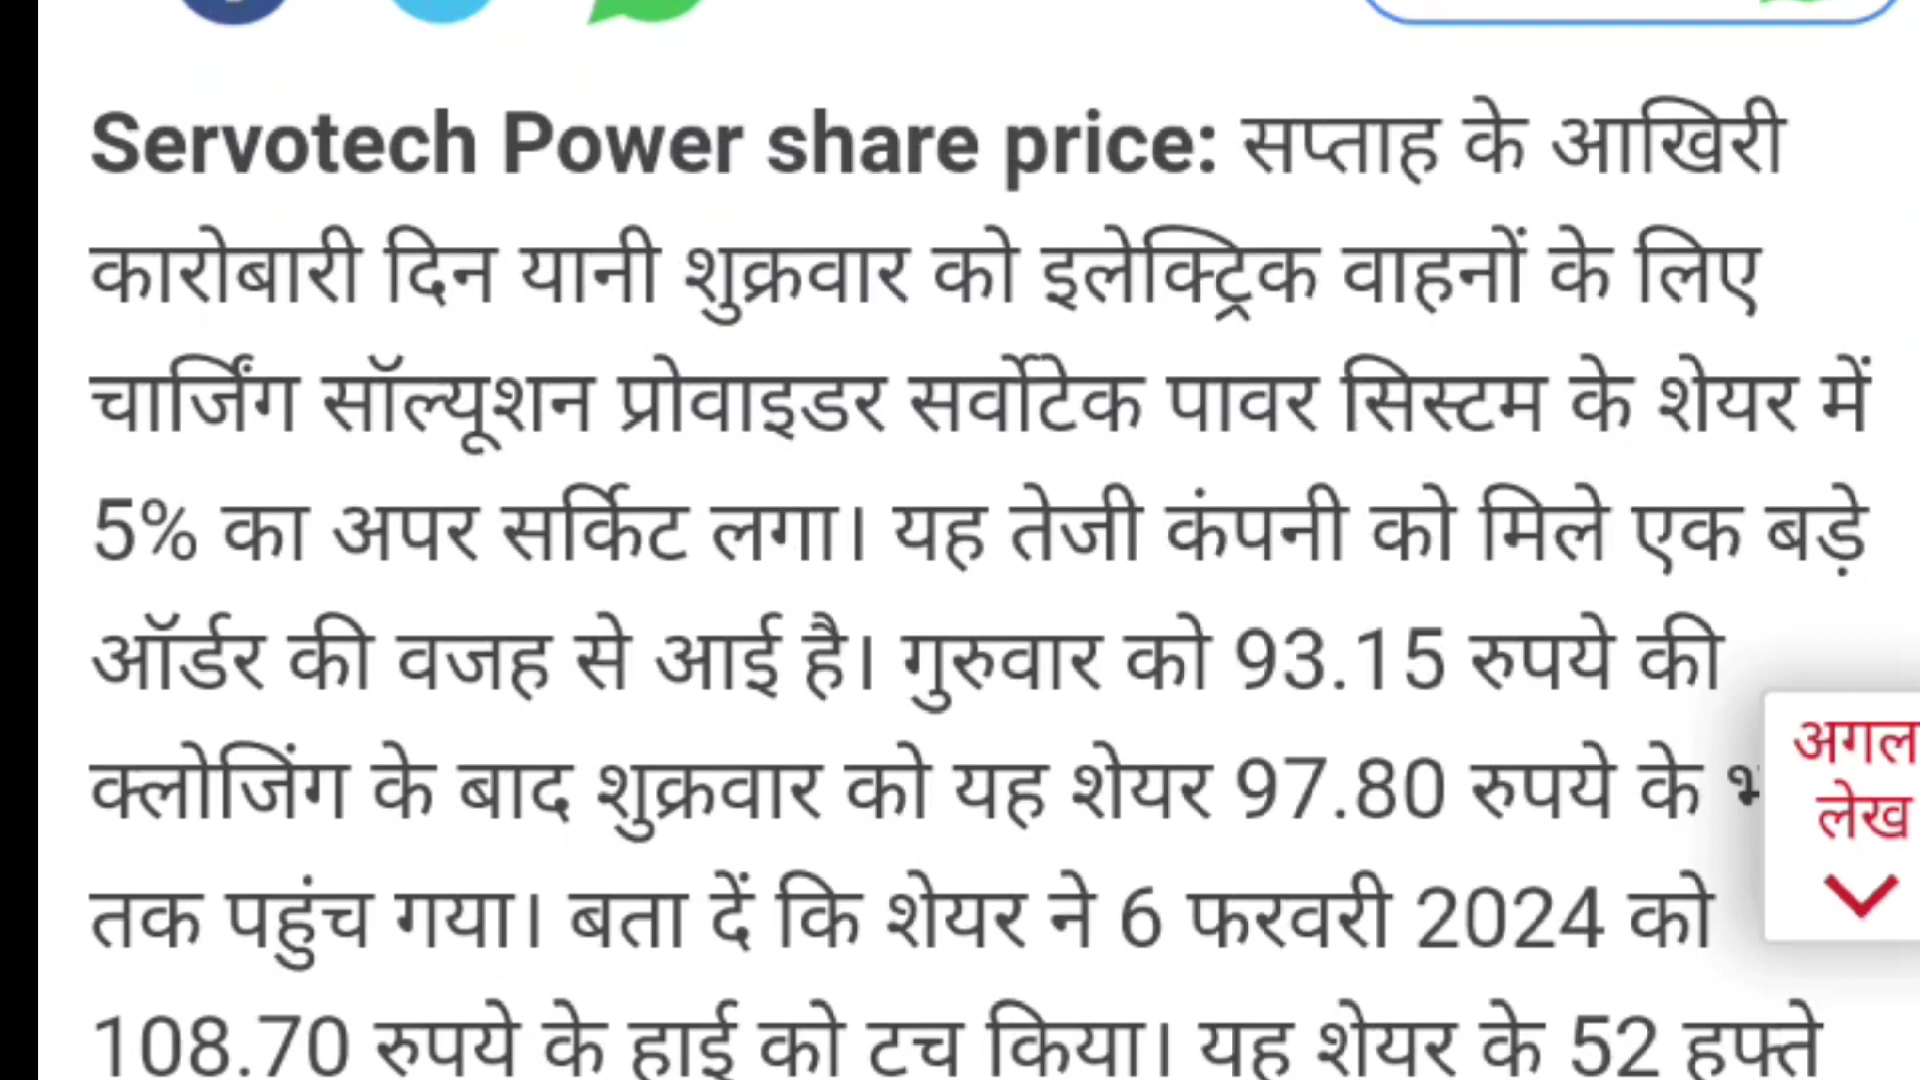 Servotech Power share price: सप्ताह के आखिरी
कारोबारी दिन यानी शुक्रवार को इलेक्ट्रिक वाहनों के लिए
चार्जिंग सॉल्यूशन प्रोवाइडर सर्वोटेक पावर सिस्टम के शेयर में
5% का अपर सर्किट लगा। यह तेजी कंपनी को मिले एक बड़े
ऑर्डर की वजह से आई है। गुरुवार को 93.15 रुपये की
क्लोजिंग के बाद शुक्रवार को यह शेयर 97.80 रुपये के
तक पहुंच गया। बता दें कि शेयर ने 6 फरवरी 2024 को
108.70 रुपये के हाई को टच किया। यह शेयर के 52 हफ्ते
अगल
लेख